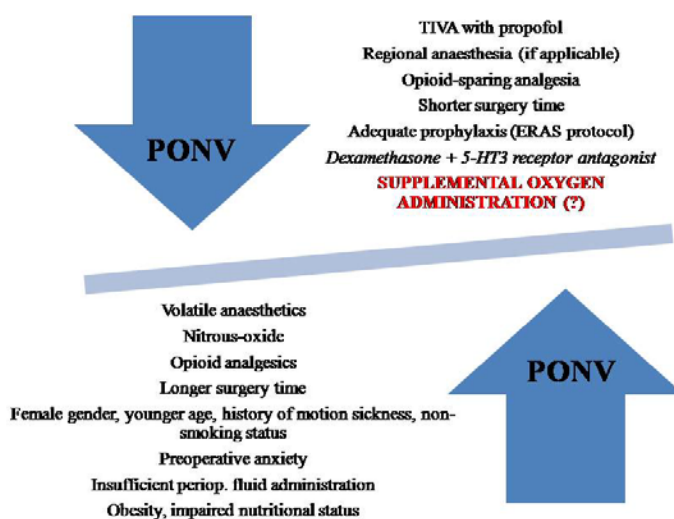 TIVA with propofol
Regional anaesthesia (if applicable)
Opioid-sparing analgesia
Shorter surgery time
Adequate prophylaxis (ERAS protocol)
Dexamethasone + 5-HT3 receptor antagonist
SUPPLEMENTAL OXYGEN
ADMINISTRATION (?)
PONV
Volatile anaesthetics
Nitrous-oxide
Opioid analgesics
Longer surgery time
Female gender, younger age, history of motion sickness, non-
smoking status
Preoperative anxiety
Insufficient periop. fluid administration
Obesity, impaired nutritional status
PONV